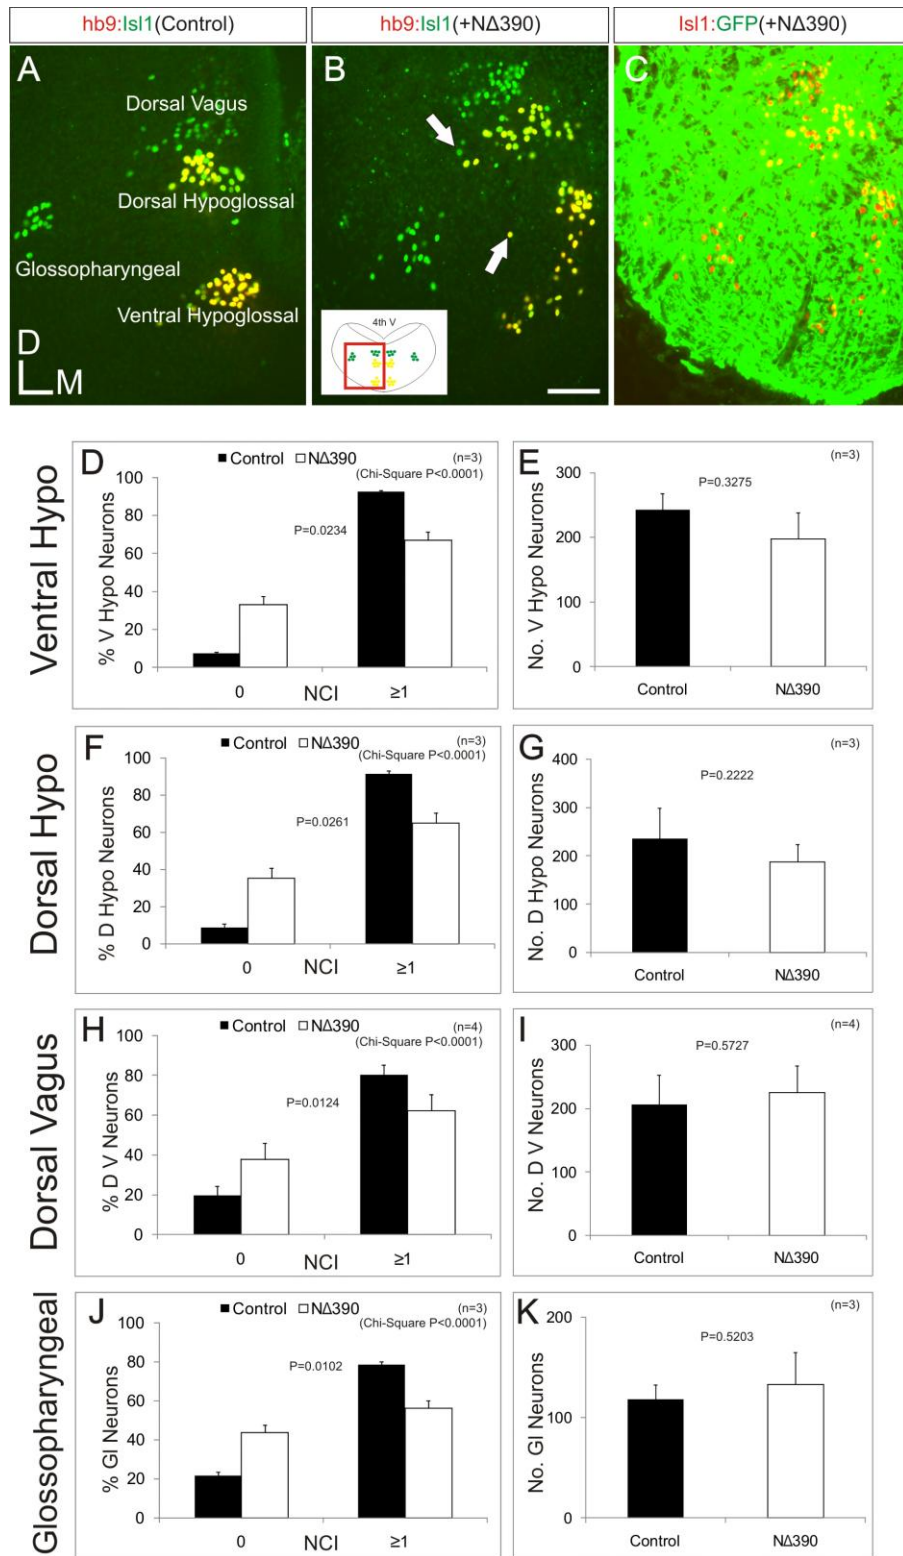 hb9:Isl1(Control)
hb9:Isl1(+NΔ390)
Isl1:GFP(+NΔ390)
A
Dorsal Vagus
Dorsal Hypoglossal
Glossopharyngeal
Ventral Hypoglossal
D
M
B
4th V
C
Ventral Hypo
D
Control NΔ390
(n=3)
(Chi-Square P<0.0001)
P=0.0234
% V Hypo Neurons
100
80
60
40
20
0
0 NCI ≥1
E
(n=3)
P=0.3275
No. V Hypo Neurons
300
200
100
0
Control NΔ390
Dorsal Hypo
F
Control NΔ390
(n=3)
(Chi-Square P<0.0001)
P=0.0261
% D Hypo Neurons
100
80
60
40
20
0
0 NCI ≥1
G
(n=3)
P=0.2222
No. D Hypo Neurons
400
300
200
100
0
Control NΔ390
Dorsal Vagus
H
Control NΔ390
(n=4)
(Chi-Square P<0.0001)
P=0.0124
% D V Neurons
100
80
60
40
20
0
0 NCI ≥1
I
(n=4)
P=0.5727
No. D V Neurons
300
200
100
0
Control NΔ390
Glossopharyngeal
J
Control NΔ390
(n=3)
(Chi-Square P<0.0001)
P=0.0102
% Gl Neurons
100
80
60
40
20
0
0 NCI ≥1
K
(n=3)
P=0.5203
No. Gl Neurons
200
100
0
Control NΔ390